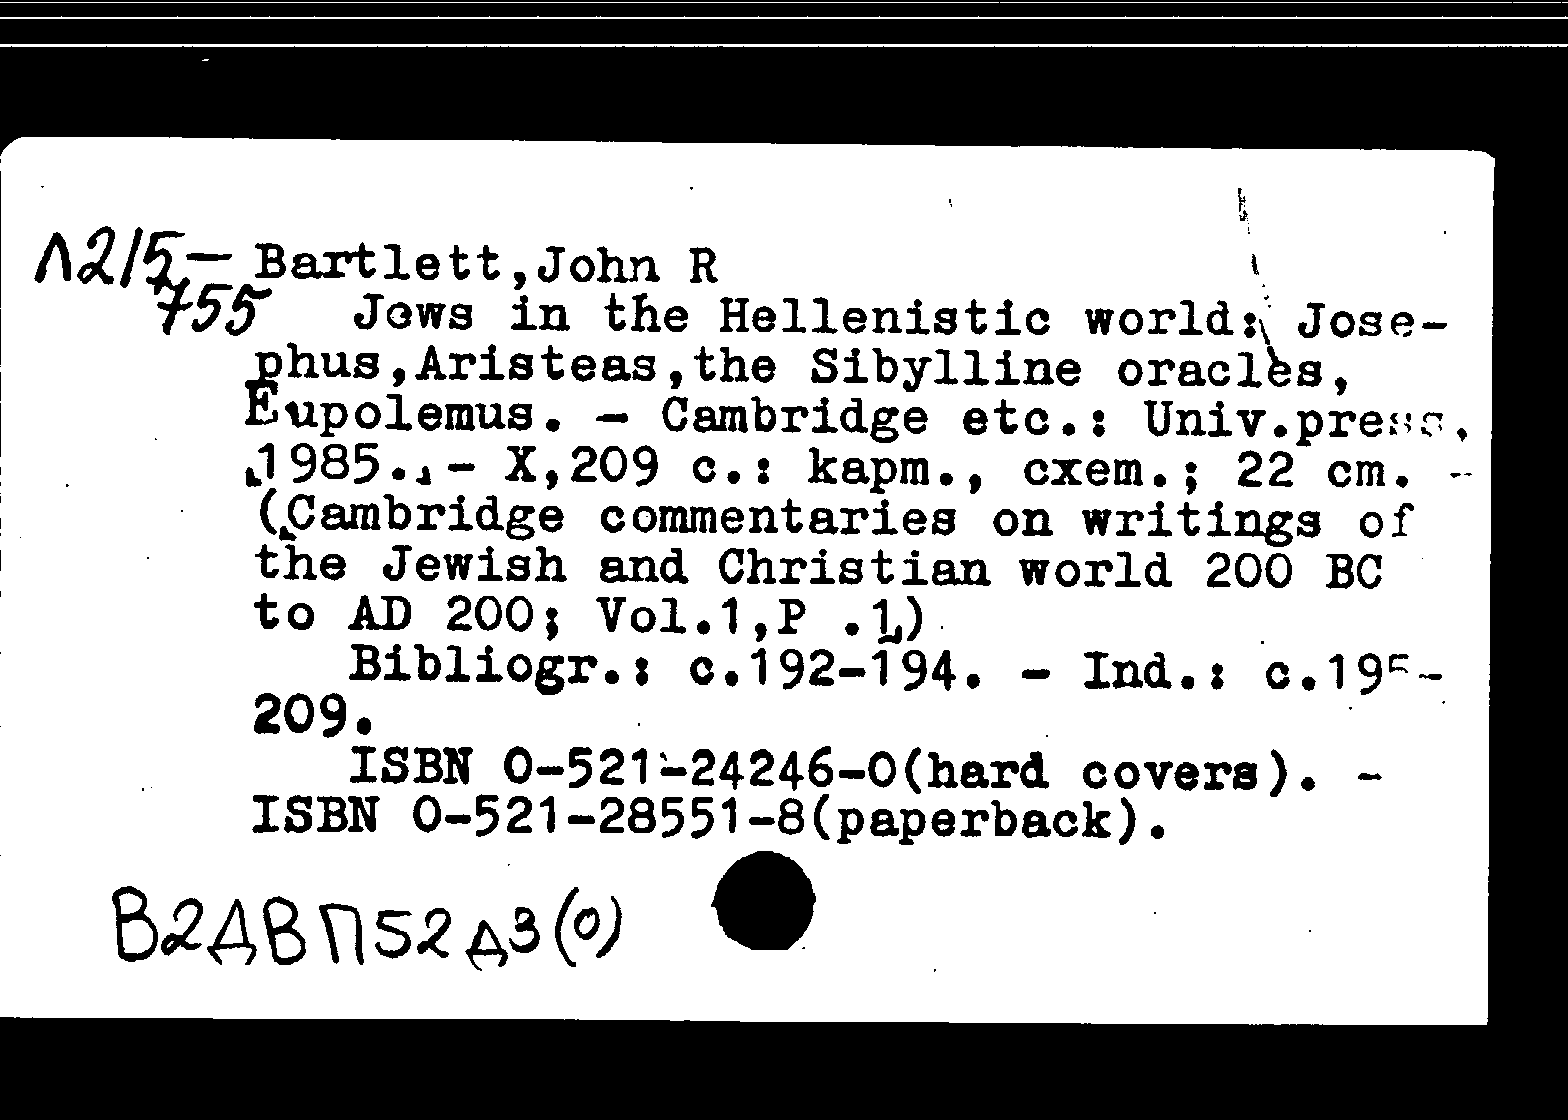 Л2/5-
755
Bartlett,John R
Jews in the Hellenistic world: Jose-
phus,Aristeas,the Sibylline oracles,
Eupolemus. - Cambridge etc.: Univ.press,
1985. - X,209 с.: карт., схем.; 22 cm. -
(Cambridge commentaries on writings of
the Jewish and Christian world 200 BC
to AD 200; Vol.1,P .1)
Bibliogr.: c.192-194. - Ind.: c.195-
209.
ISBN 0-521-24246-0(hard covers). -
ISBN 0-521-28551-8(paperback).
В2ДВП52д3(0)